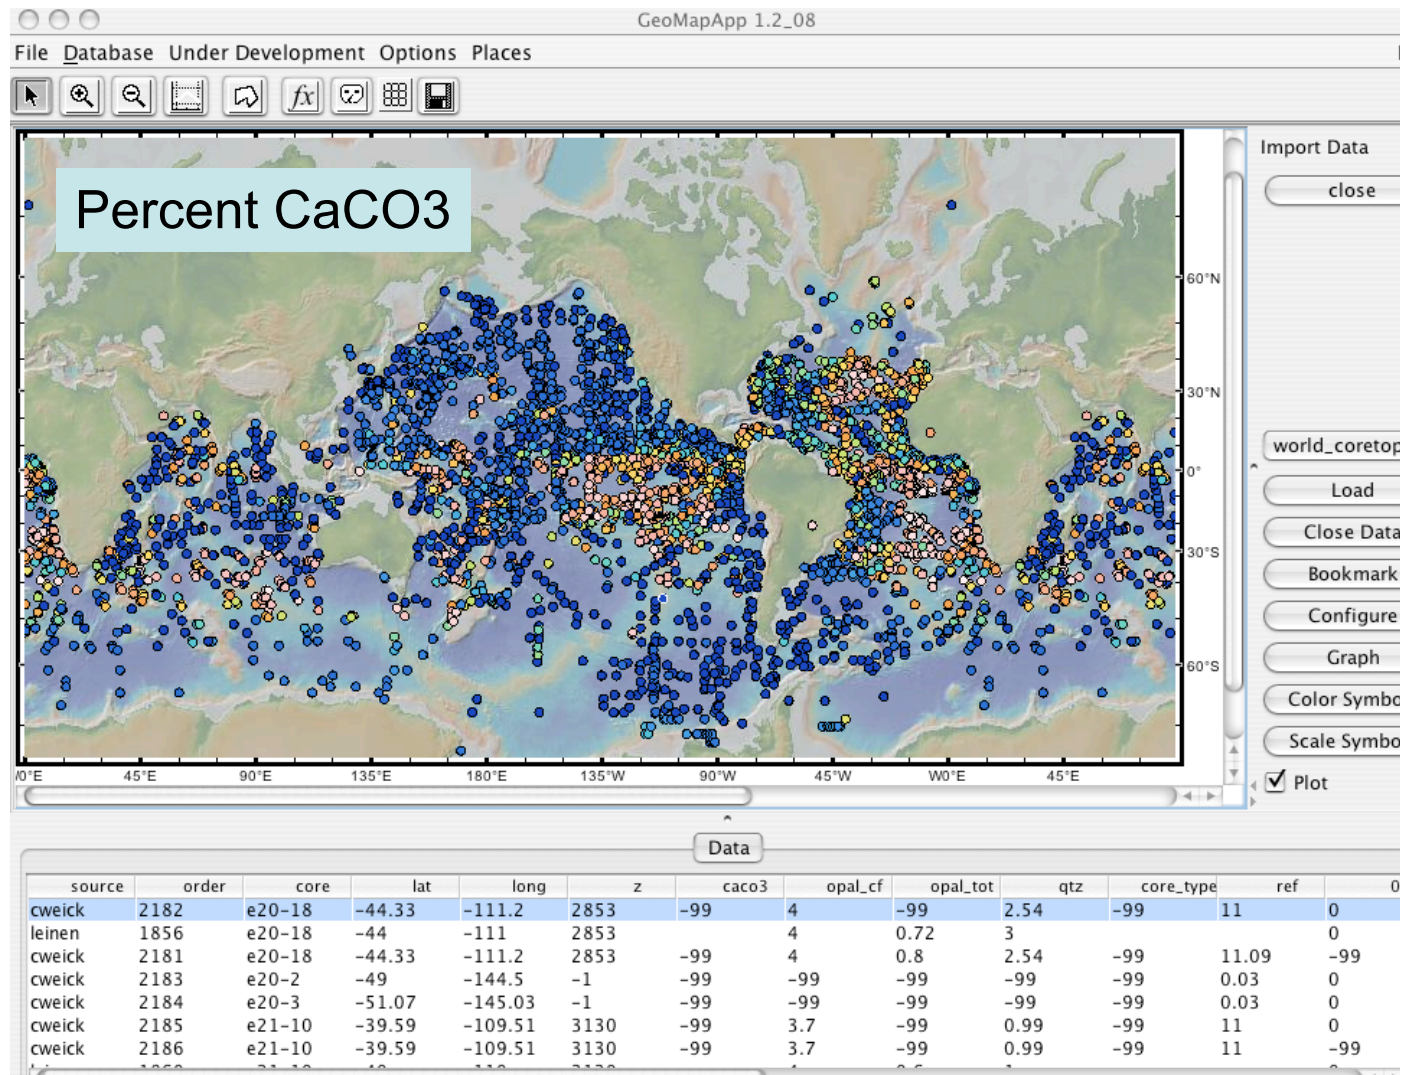 GeoMapApp 1.2_08
File Database Under Development Options Places
fx
Import Data
close
Percent CaCO3
60°N
30°N
0°
30°S
60°S
world_coretop
Load
Close Data
Bookmark
Configure
Graph
Color Symbo
Scale Symbo
Plot
/0°E 45°E 90°E 135°E 180°E 135°W 90°W 45°W W0°E 45°E
Data
source order core lat long z caco3 opal_cf opal_tot qtz core_type ref 0
cweick 2182 e20-18 -44.33 -111.2 2853 -99 4 -99 2.54 -99 11 0
leinen 1856 e20-18 -44 -111 2853 4 0.72 3 0
cweick 2181 e20-18 -44.33 -111.2 2853 -99 4 0.8 2.54 -99 11.09 -99
cweick 2183 e20-2 -49 -144.5 -1 -99 -99 -99 -99 -99 0.03 0
cweick 2184 e20-3 -51.07 -145.03 -1 -99 -99 -99 -99 -99 0.03 0
cweick 2185 e21-10 -39.59 -109.51 3130 -99 3.7 -99 0.99 -99 11 0
cweick 2186 e21-10 -39.59 -109.51 3130 -99 3.7 -99 0.99 -99 11 -99